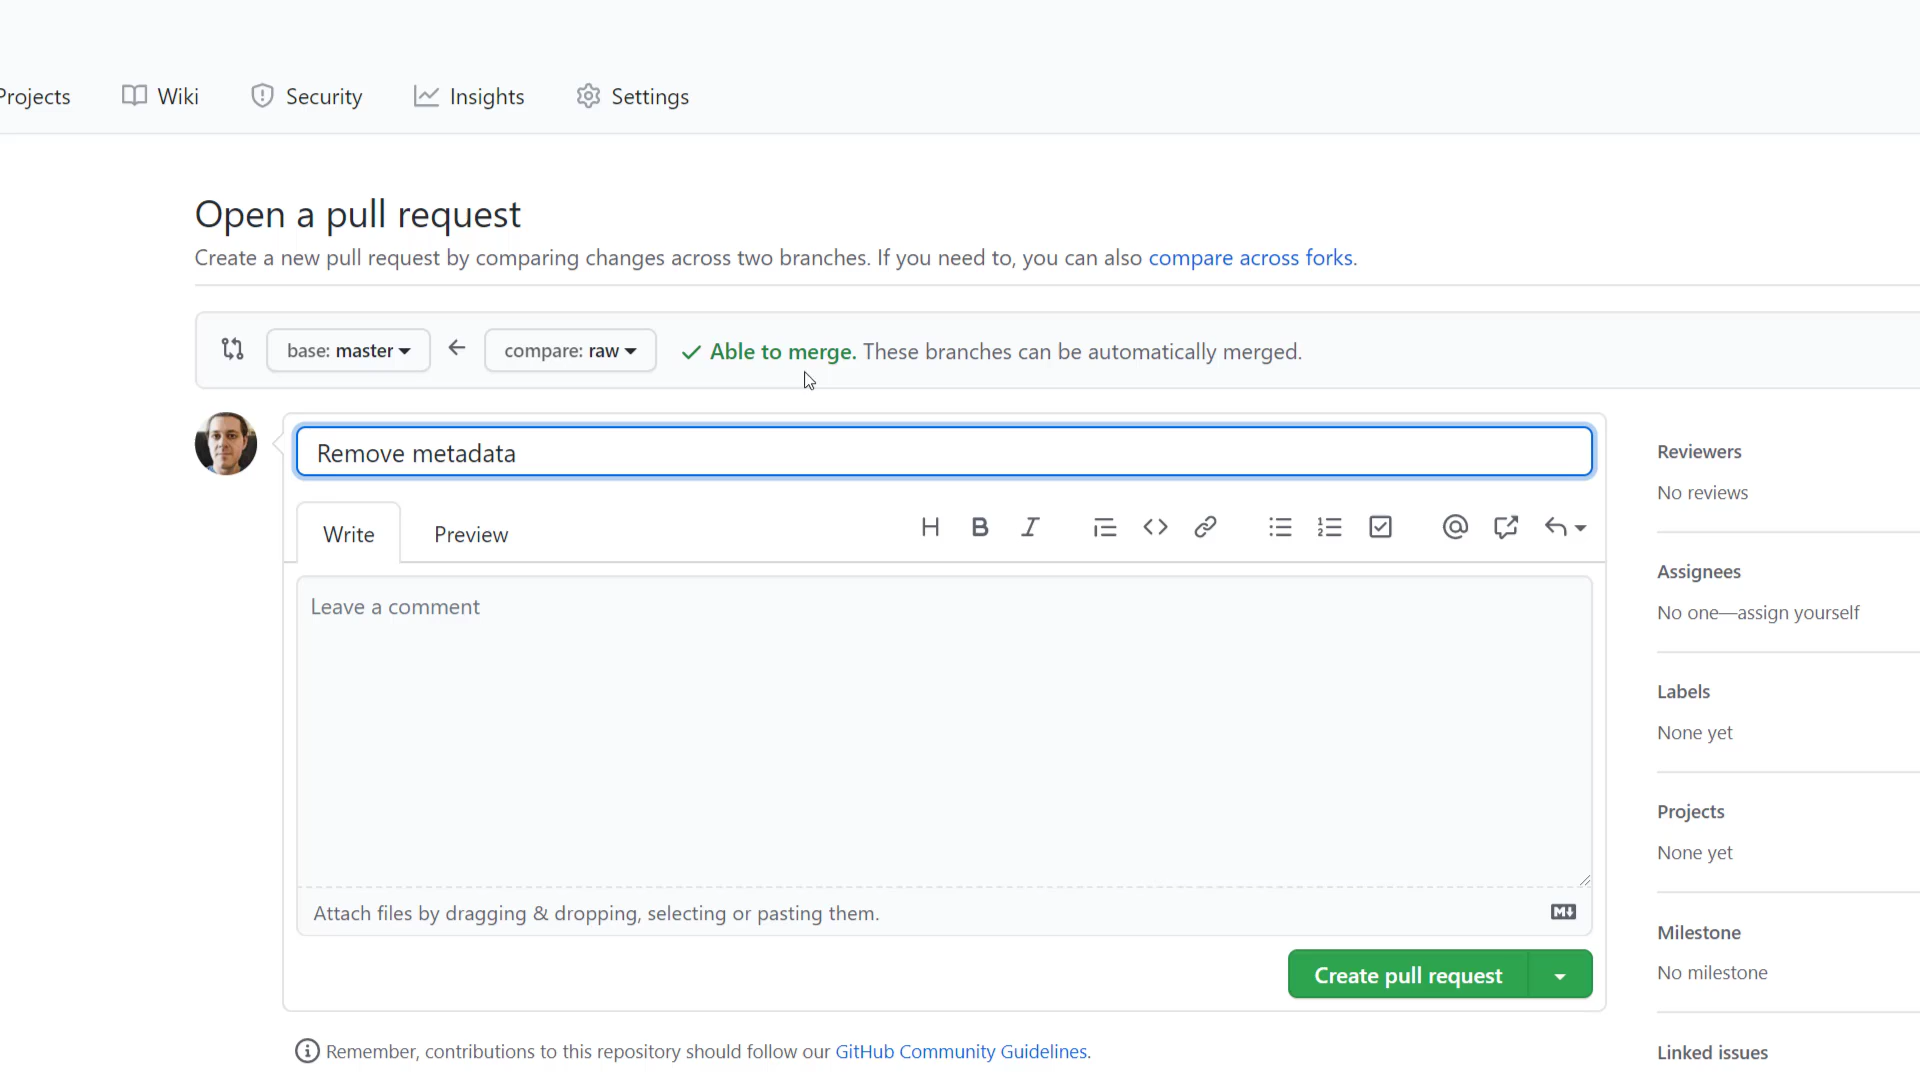 Projects Wiki Security Insights Settings
Open a pull request
Create a new pull request by comparing changes across two branches. If you need to, you can also compare across forks.
base: master compare: raw Able to merge. These branches can be automatically merged.
Remove metadata
Write Preview
Leave a comment
Attach files by dragging & dropping, selecting or pasting them.
Create pull request
Remember, contributions to this repository should follow our GitHub Community Guidelines.
Reviewers
No reviews
Assignees
No one—assign yourself
Labels
None yet
Projects
None yet
Milestone
No milestone
Linked issues